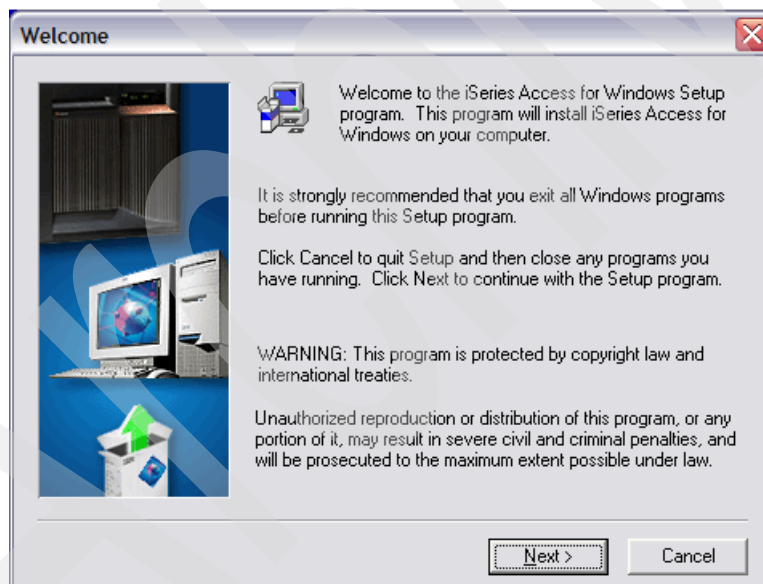 Welcome
Welcome to the iSeries Access for Windows Setup
program. This program will install iSeries Access for
Windows on your computer.
It is strongly recommended that you exit all Windows programs
before running this Setup program.
Click Cancel to quit Setup and then close any programs you
have running. Click Next to continue with the Setup program.
WARNING: This program is protected by copyright law and
international treaties.
Unauthorized reproduction or distribution of this program, or any
portion of it, may result in severe civil and criminal penalties, and
will be prosecuted to the maximum extent possible under law.
Next >
Cancel